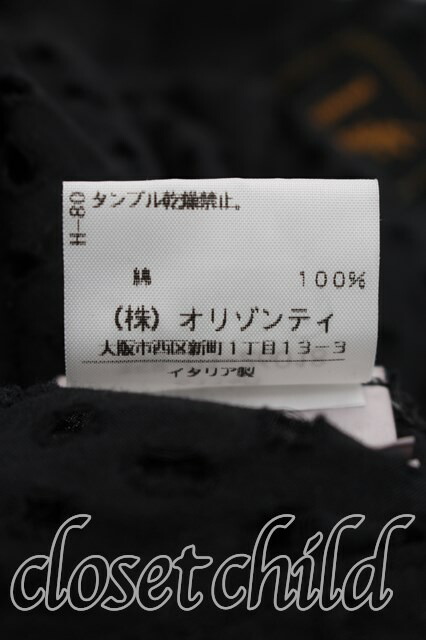 H-80
タンブル乾燥禁止。
綿 100%
(株)オリゾンティ
大阪市西区新町1丁目13-3
イタリア製
closet child